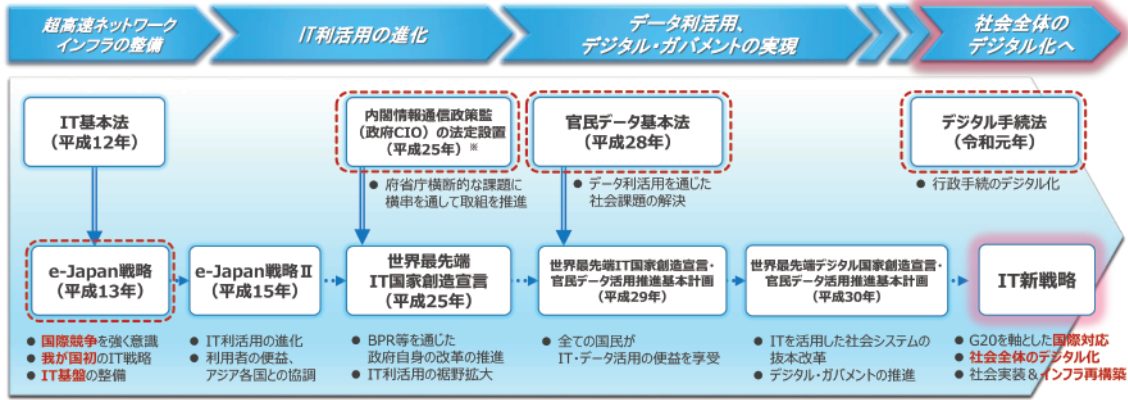 超高速ネットワーク
インフラの整備
IT利活用の進化
データ利活用、
デジタル・ガバメントの実現
社会全体の
デジタル化へ
IT基本法
(平成12年)
内閣情報通信政策監
(政府CIO)の法定設置
(平成25年)※
● 府省庁横断的な課題に
横串を通して取組を推進
官民データ基本法
(平成28年)
● データ利活用を通じた
社会課題の解決
デジタル手続法
(令和元年)
● 行政手続のデジタル化
e-Japan戦略
(平成13年)
● 国際競争を強く意識
● 我が国初のIT戦略
● IT基盤の整備
e-Japan戦略Ⅱ
(平成15年)
● IT利活用の進化
● 利用者の便益、
アジア各国との協調
世界最先端
IT国家創造宣言
(平成25年)
● BPR等を通じた
政府自身の改革の推進
● IT利活用の裾野拡大
世界最先端IT国家創造宣言・
官民データ活用推進基本計画
(平成29年)
● 全ての国民が
IT・データ活用の便益を享受
世界最先端デジタル国家創造宣言・
官民データ活用推進基本計画
(平成30年)
● ITを活用した社会システムの
抜本改革
● デジタル・ガバメントの推進
IT新戦略
● G20を軸とした国際対応
● 社会全体のデジタル化
● 社会実装＆インフラ再構築